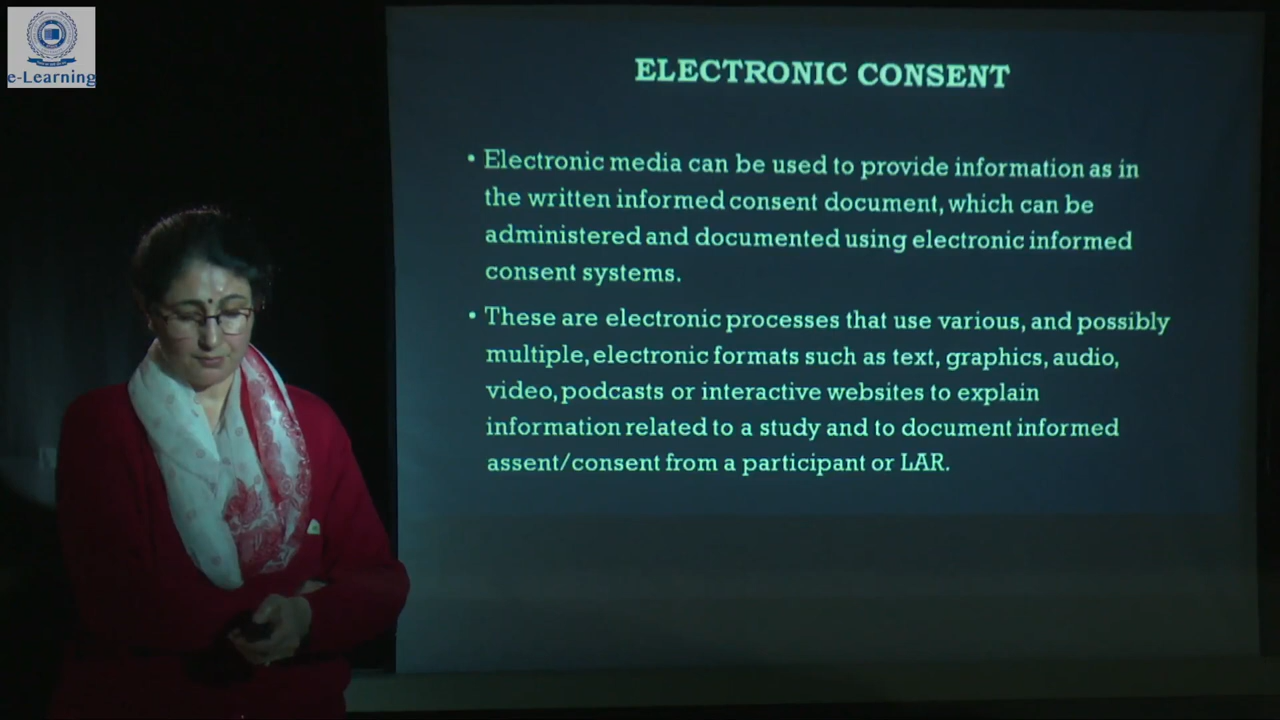 e-Learning
ELECTRONIC CONSENT
• Electronic media can be used to provide information as in
the written informed consent document, which can be
administered and documented using electronic informed
consent systems.
• These are electronic processes that use various, and possibly
multiple, electronic formats such as text, graphics, audio,
video, podcasts or interactive websites to explain
information related to a study and to document informed
assent/consent from a participant or LAR.